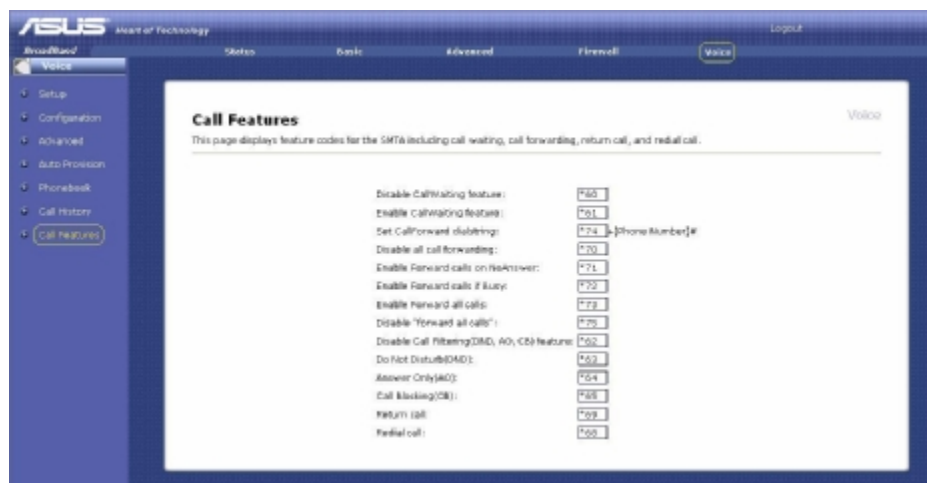 ASUS Heart of Technology
Logout
BroadBand
Status Basic Advanced Firewall Voice
Voice
Setup
Configuration
Advanced
Auto Provision
Phonebook
Call History
Call Features
Voice
Call Features
This page displays feature codes for the SMTA including call waiting, call forwarding, return call, and redial call.
Disable CallWaiting feature: *60
Enable CallWaiting feature: *61
Set CallForward dialstring: *74 +[Phone Number]#
Disable all call forwarding: *70
Enable Forward calls on NoAnswer: *71
Enable Forward calls if Busy: *72
Enable Forward all calls: *73
Disable "forward all calls": *75
Disable Call Filtering(DND, AO, CB) feature: *62
Do Not Disturb(DND): *63
Answer Only(AO): *64
Call Blocking(CB): *65
Return call: *69
Redial call: *68